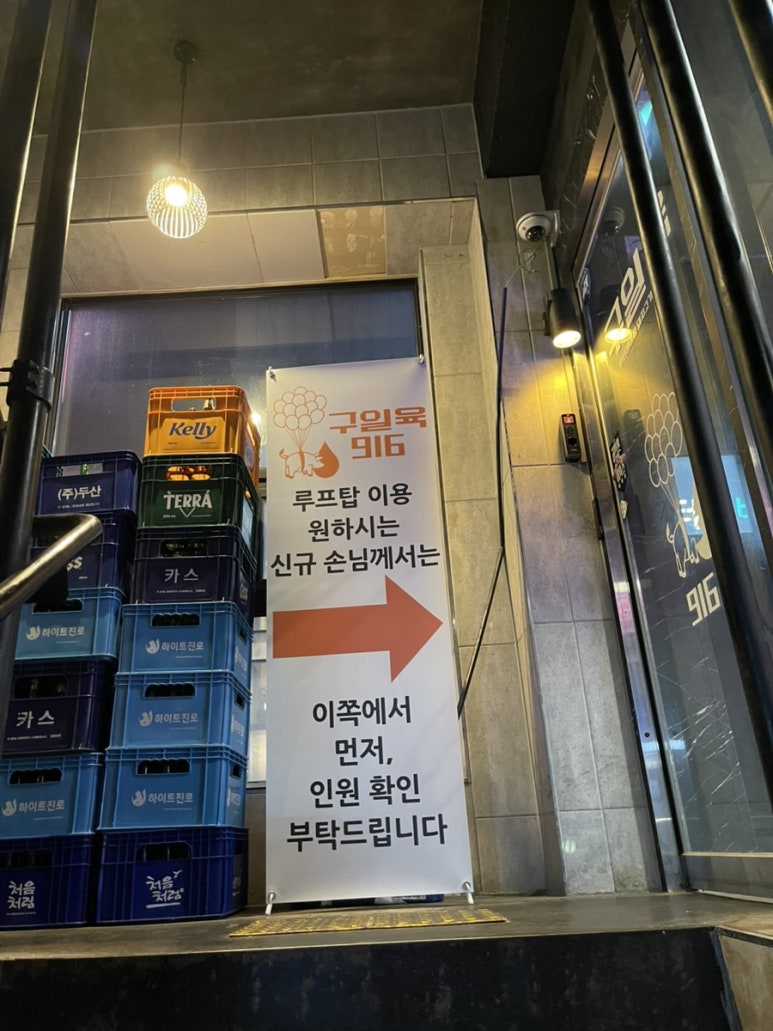 구일육
916
루프탑 이용
원하시는
신규 손님께서는
이쪽에서
먼저,
인원 확인
부탁드립니다
Kelly
(주)두산
TERRA
카스
하이트진로
하이트진로
하이트진로
카스
하이트진로
하이트진로
처음
처럼
처음
처럼
구일
916